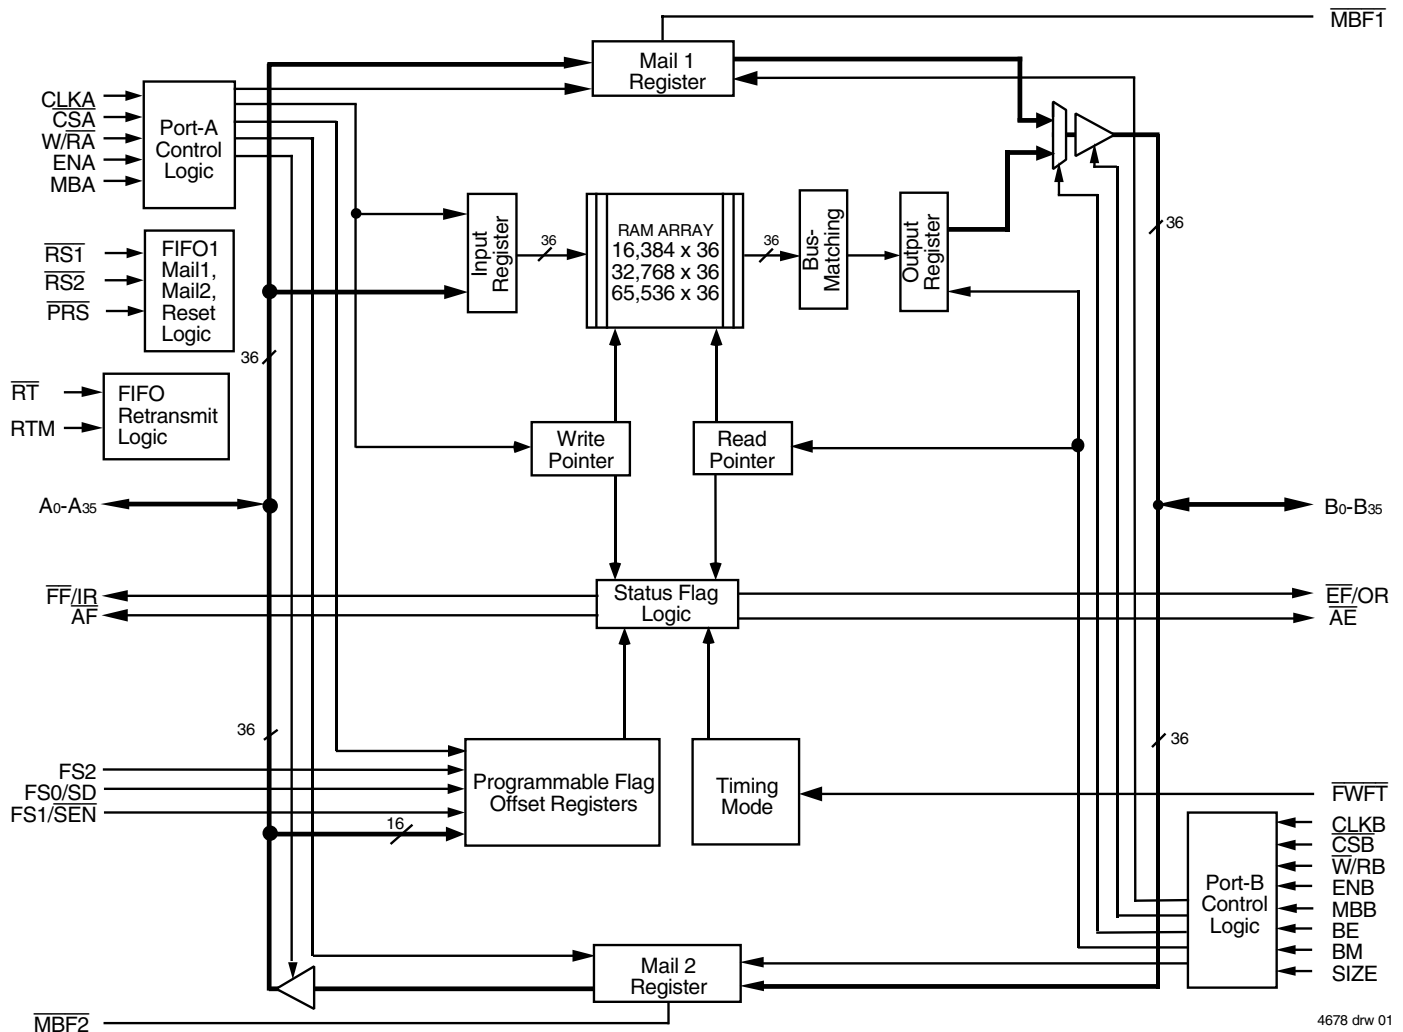 MBF1
Mail 1
Register
CLKA
CSA
W/RA
ENA
MBA
Port-A
Control
Logic
36
RS1
RS2
PRS
FIFO1
Mail1,
Mail2,
Reset
Logic
Input
Register
36
RAM ARRAY
16,384 x 36
32,768 x 36
65,536 x 36
36
Bus-
Matching
Output
Register
36
RT
RTM
FIFO
Retransmit
Logic
Write
Pointer
Read
Pointer
A0-A35
B0-B35
FF/IR
AF
Status Flag
Logic
EF/OR
AE
36
36
FS2
FS0/SD
FS1/SEN
16
Programmable Flag
Offset Registers
Timing
Mode
FWFT
CLKB
CSB
W/RB
ENB
MBB
BE
BM
SIZE
Port-B
Control
Logic
Mail 2
Register
MBF2
4678 drw 01